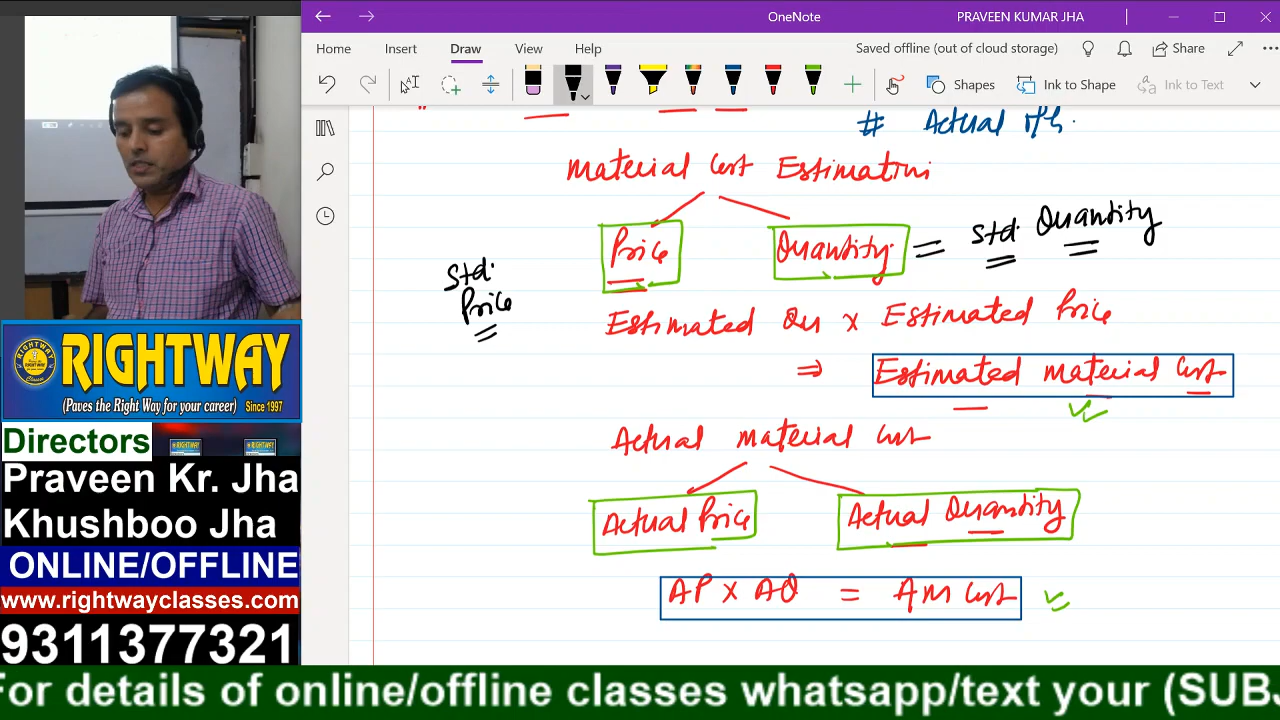 OneNote
PRAVEEN KUMAR JHA
Home Insert Draw View Help
Saved offline (out of cloud storage)
Share
Shapes
Ink to Shape
Ink to Text
# Actual
Material Cost Estimation
Price
Quantity = Std. Quantity
Std.
Price
Estimated Qu x Estimated Price
⇒ Estimated material Cost
Actual material Cost
Actual Price
Actual Quantity
AP x AQ = AM Cost
RIGHTWAY
(Paves the Right Way for your career) Since 1997
Directors
Praveen Kr. Jha
Khushboo Jha
ONLINE/OFFLINE
www.rightwayclasses.com
9311377321
For details of online/offline classes whatsapp/text your (SUBJ